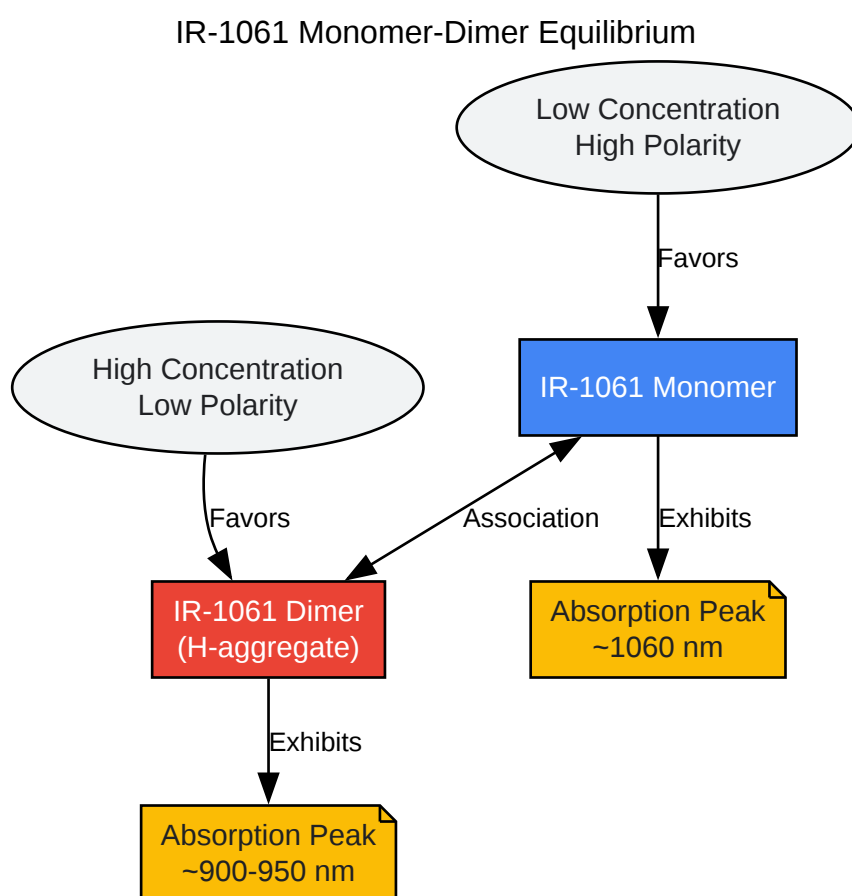 IR-1061 Monomer-Dimer Equilibrium
Low Concentration
High Polarity
Favors
High Concentration
Low Polarity
IR-1061 Monomer
Favors
Association
Exhibits
IR-1061 Dimer
(H-aggregate)
Absorption Peak
~1060 nm
Exhibits
Absorption Peak
~900-950 nm